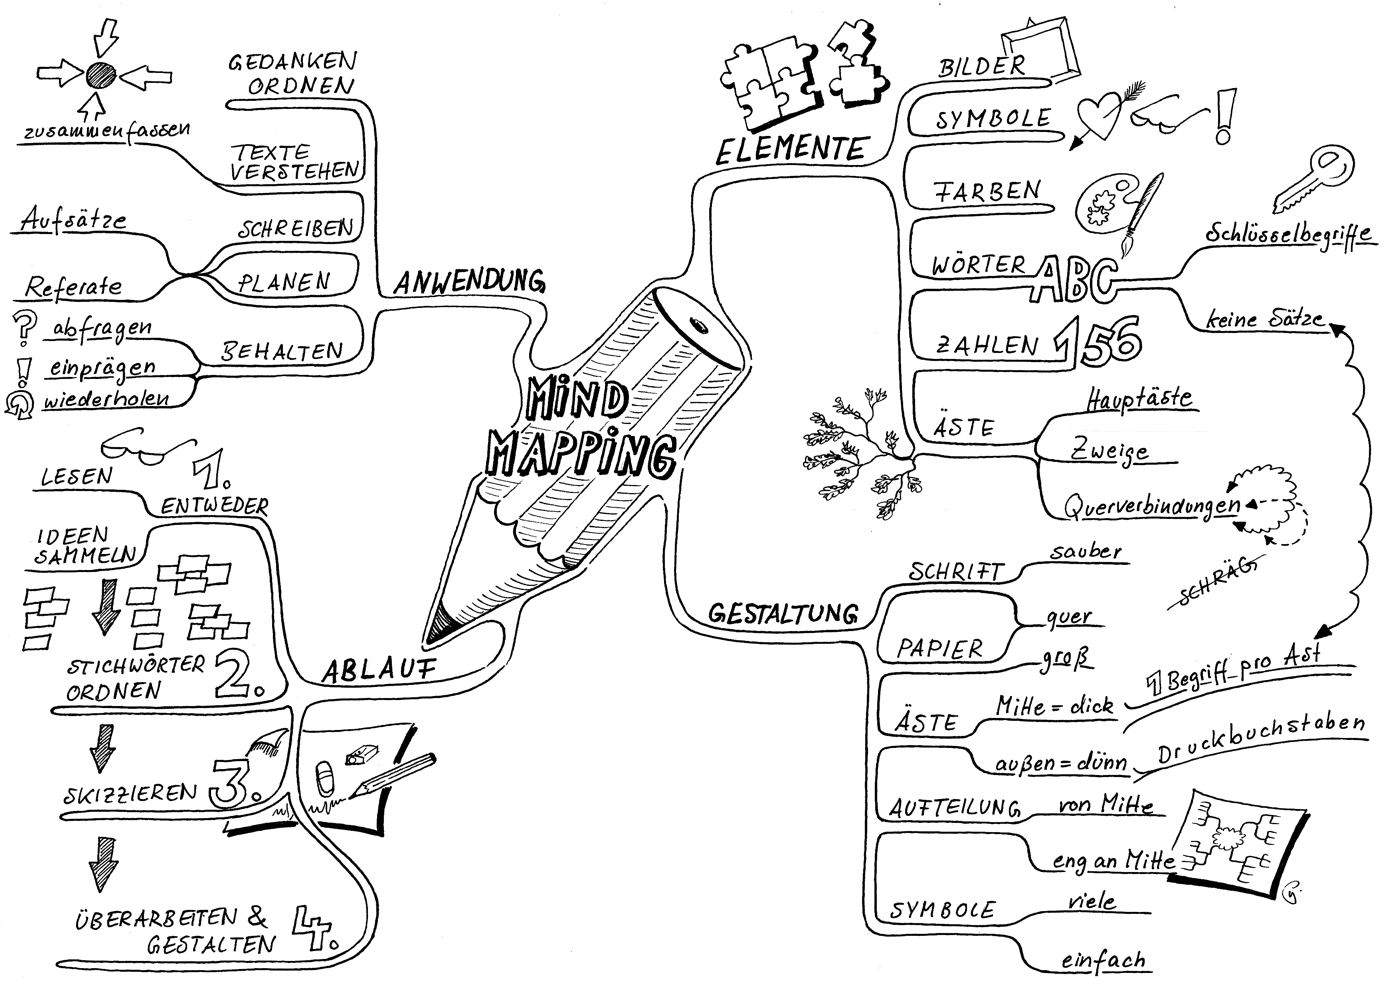 MIND
MAPPING
ANWENDUNG
GEDANKEN
ORDNEN
TEXTE
VERSTEHEN
zusammenfassen
SCHREIBEN
PLANEN
Aufsätze
Referate
BEHALTEN
? abfragen
! einprägen
wiederholen
ELEMENTE
BILDER
SYMBOLE
!
FARBEN
WÖRTER ABC
Schlüsselbegriffe
keine Sätze
ZAHLEN 156
ÄSTE
Hauptäste
Zweige
Querverbindungen
SCHRÄG
GESTALTUNG
SCHRIFT
sauber
PAPIER
quer
groß
ÄSTE
Mitte = dick
1 Begriff pro Ast
außen = dünn
Druckbuchstaben
AUFTEILUNG
von Mitte
eng an Mitte
SYMBOLE
viele
einfach
ABLAUF
1.
ENTWEDER
LESEN
IDEEN
SAMMELN
STICHWÖRTER
ORDNEN 2.
SKIZZIEREN 3.
ÜBERARBEITEN &
GESTALTEN 4.